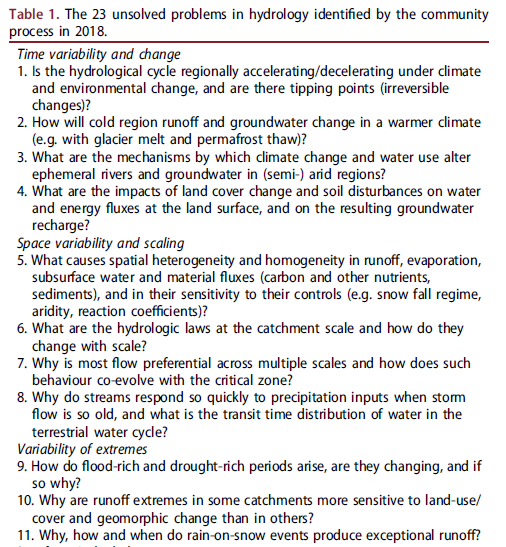 Table 1. The 23 unsolved problems in hydrology identified by the community
process in 2018.
Time variability and change
1. Is the hydrological cycle regionally accelerating/decelerating under climate
and environmental change, and are there tipping points (irreversible
changes)?
2. How will cold region runoff and groundwater change in a warmer climate
(e.g. with glacier melt and permafrost thaw)?
3. What are the mechanisms by which climate change and water use alter
ephemeral rivers and groundwater in (semi-) arid regions?
4. What are the impacts of land cover change and soil disturbances on water
and energy fluxes at the land surface, and on the resulting groundwater
recharge?
Space variability and scaling
5. What causes spatial heterogeneity and homogeneity in runoff, evaporation,
subsurface water and material fluxes (carbon and other nutrients,
sediments), and in their sensitivity to their controls (e.g. snow fall regime,
aridity, reaction coefficients)?
6. What are the hydrologic laws at the catchment scale and how do they
change with scale?
7. Why is most flow preferential across multiple scales and how does such
behaviour co-evolve with the critical zone?
8. Why do streams respond so quickly to precipitation inputs when storm
flow is so old, and what is the transit time distribution of water in the
terrestrial water cycle?
Variability of extremes
9. How do flood-rich and drought-rich periods arise, are they changing, and if
so why?
10. Why are runoff extremes in some catchments more sensitive to land-use/
cover and geomorphic change than in others?
11. Why, how and when do rain-on-snow events produce exceptional runoff?